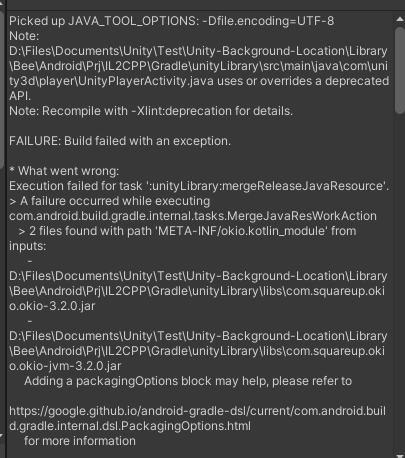 Picked up JAVA_TOOL_OPTIONS: -Dfile.encoding=UTF-8
Note:
D:\Files\Documents\Unity\Test\Unity-Background-Location\Library
\Bee\Android\Prj\IL2CPP\Gradle\unityLibrary\src\main\java\com\uni
ty3d\player\UnityPlayerActivity.java uses or overrides a deprecated
API.
Note: Recompile with -Xlint:deprecation for details.
FAILURE: Build failed with an exception.
* What went wrong:
Execution failed for task ':unityLibrary:mergeReleaseJavaResource'.
> A failure occurred while executing
com.android.build.gradle.internal.tasks.MergeJavaResWorkAction
> 2 files found with path 'META-INF/okio.kotlin_module' from
inputs:
-
D:\Files\Documents\Unity\Test\Unity-Background-Location\Library
\Bee\Android\Prj\IL2CPP\Gradle\unityLibrary\libs\com.squareup.oki
o.okio-3.2.0.jar
-
D:\Files\Documents\Unity\Test\Unity-Background-Location\Library
\Bee\Android\Prj\IL2CPP\Gradle\unityLibrary\libs\com.squareup.oki
o.okio-jvm-3.2.0.jar
Adding a packagingOptions block may help, please refer to
https://google.github.io/android-gradle-dsl/current/com.android.buil
d.gradle.internal.dsl.PackagingOptions.html
for more information